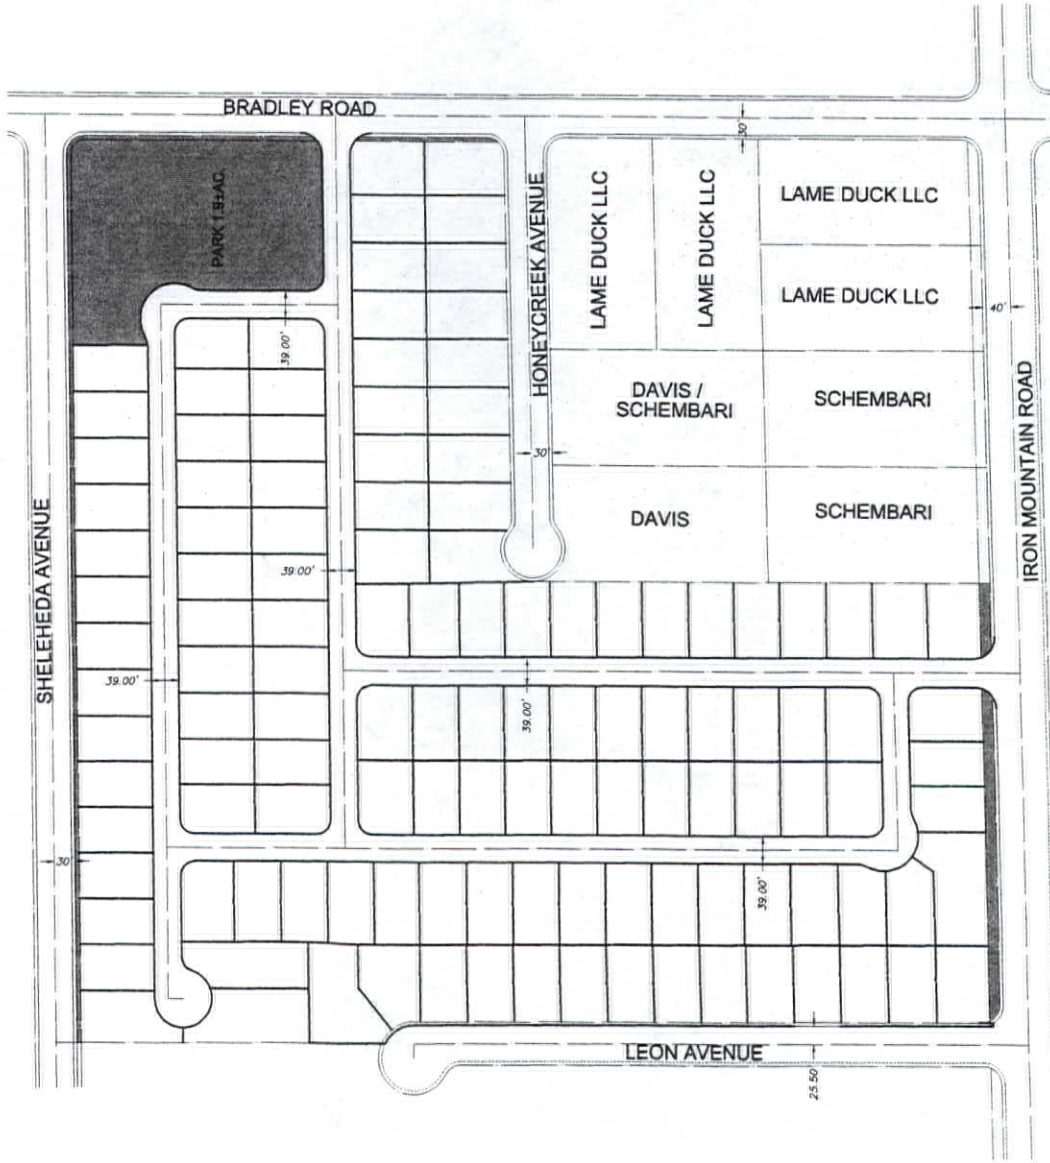 BRADLEY ROAD
30'
PARK 1.9±AC.
HONEYCREEK AVENUE
LAME DUCK LLC
LAME DUCK LLC
LAME DUCK LLC
LAME DUCK LLC
40'
39.00'
DAVIS /
SCHEMBARI
SCHEMBARI
30'
DAVIS
SCHEMBARI
IRON MOUNTAIN ROAD
SHELEHEDA AVENUE
39.00'
39.00'
39.00'
30'
39.00'
LEON AVENUE
25.50'